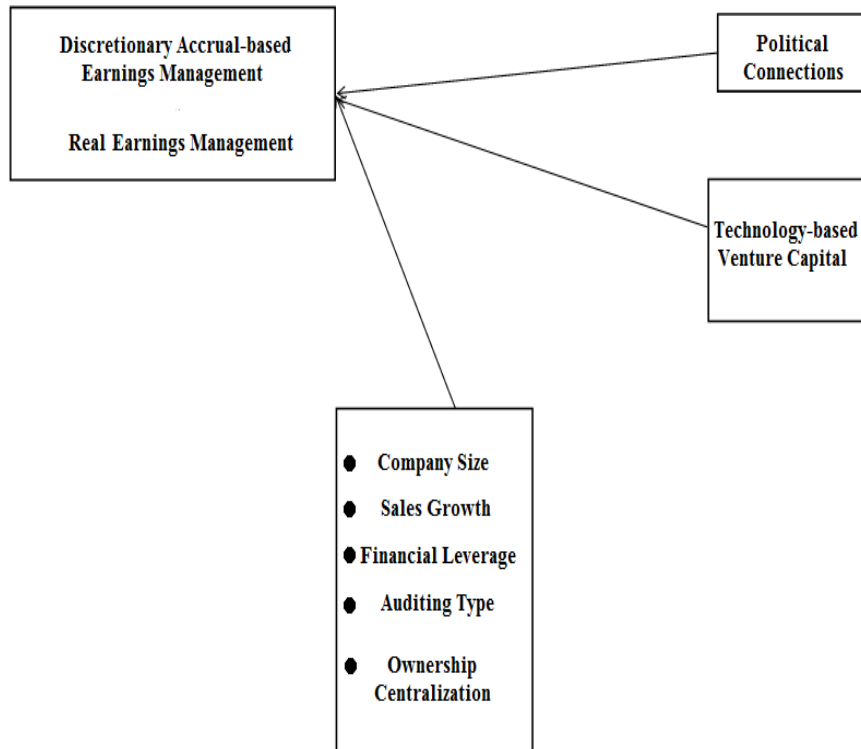 Discretionary Accrual-based
Earnings Management
Real Earnings Management
Political
Connections
Technology-based
Venture Capital
Company Size
Sales Growth
Financial Leverage
Auditing Type
Ownership
Centralization